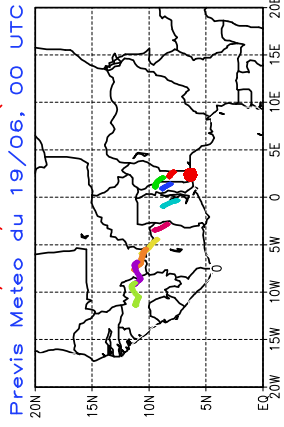 Previs Meteo du 19/06, 00 UTC
20E
15E
10E
5E
0
5W
10W
15W
20W
20N
15N
10N
5N
EQ
0